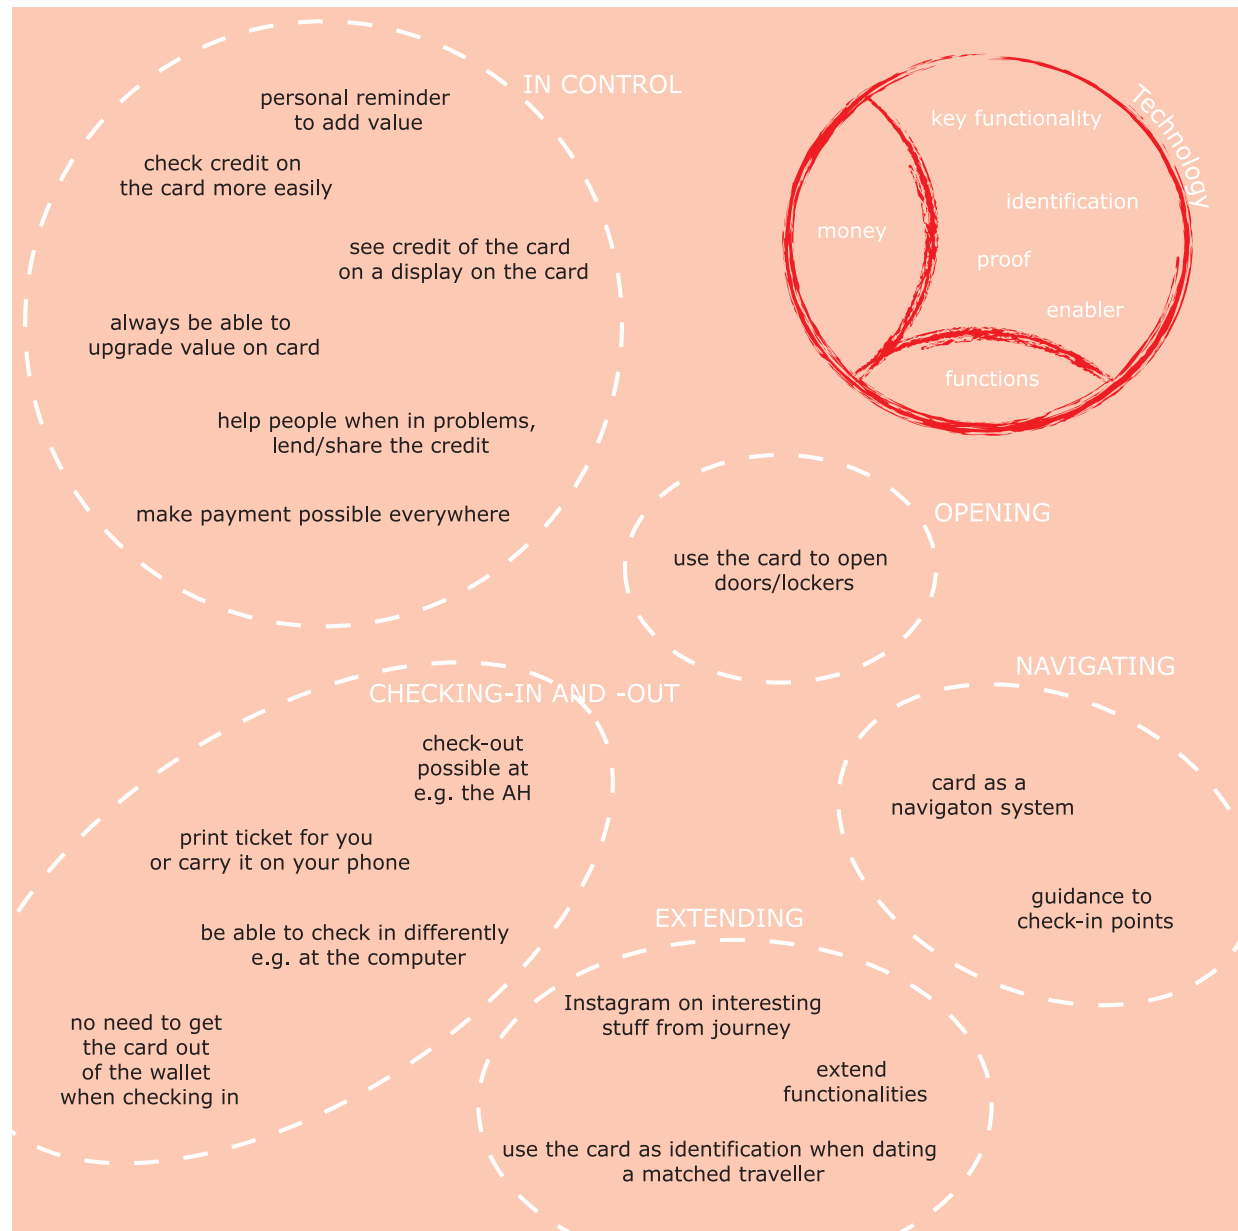 IN CONTROL
personal reminder
to add value
check credit on
the card more easily
see credit of the card
on a display on the card
always be able to
upgrade value on card
help people when in problems,
lend/share the credit
make payment possible everywhere
Technology
key functionality
identification
money
proof
enabler
functions
OPENING
use the card to open
doors/lockers
NAVIGATING
card as a
navigaton system
guidance to
check-in points
CHECKING-IN AND -OUT
check-out
possible at
e.g. the AH
print ticket for you
or carry it on your phone
be able to check in differently
e.g. at the computer
no need to get
the card out
of the wallet
when checking in
EXTENDING
Instagram on interesting
stuff from journey
extend
functionalities
use the card as identification when dating
a matched traveller